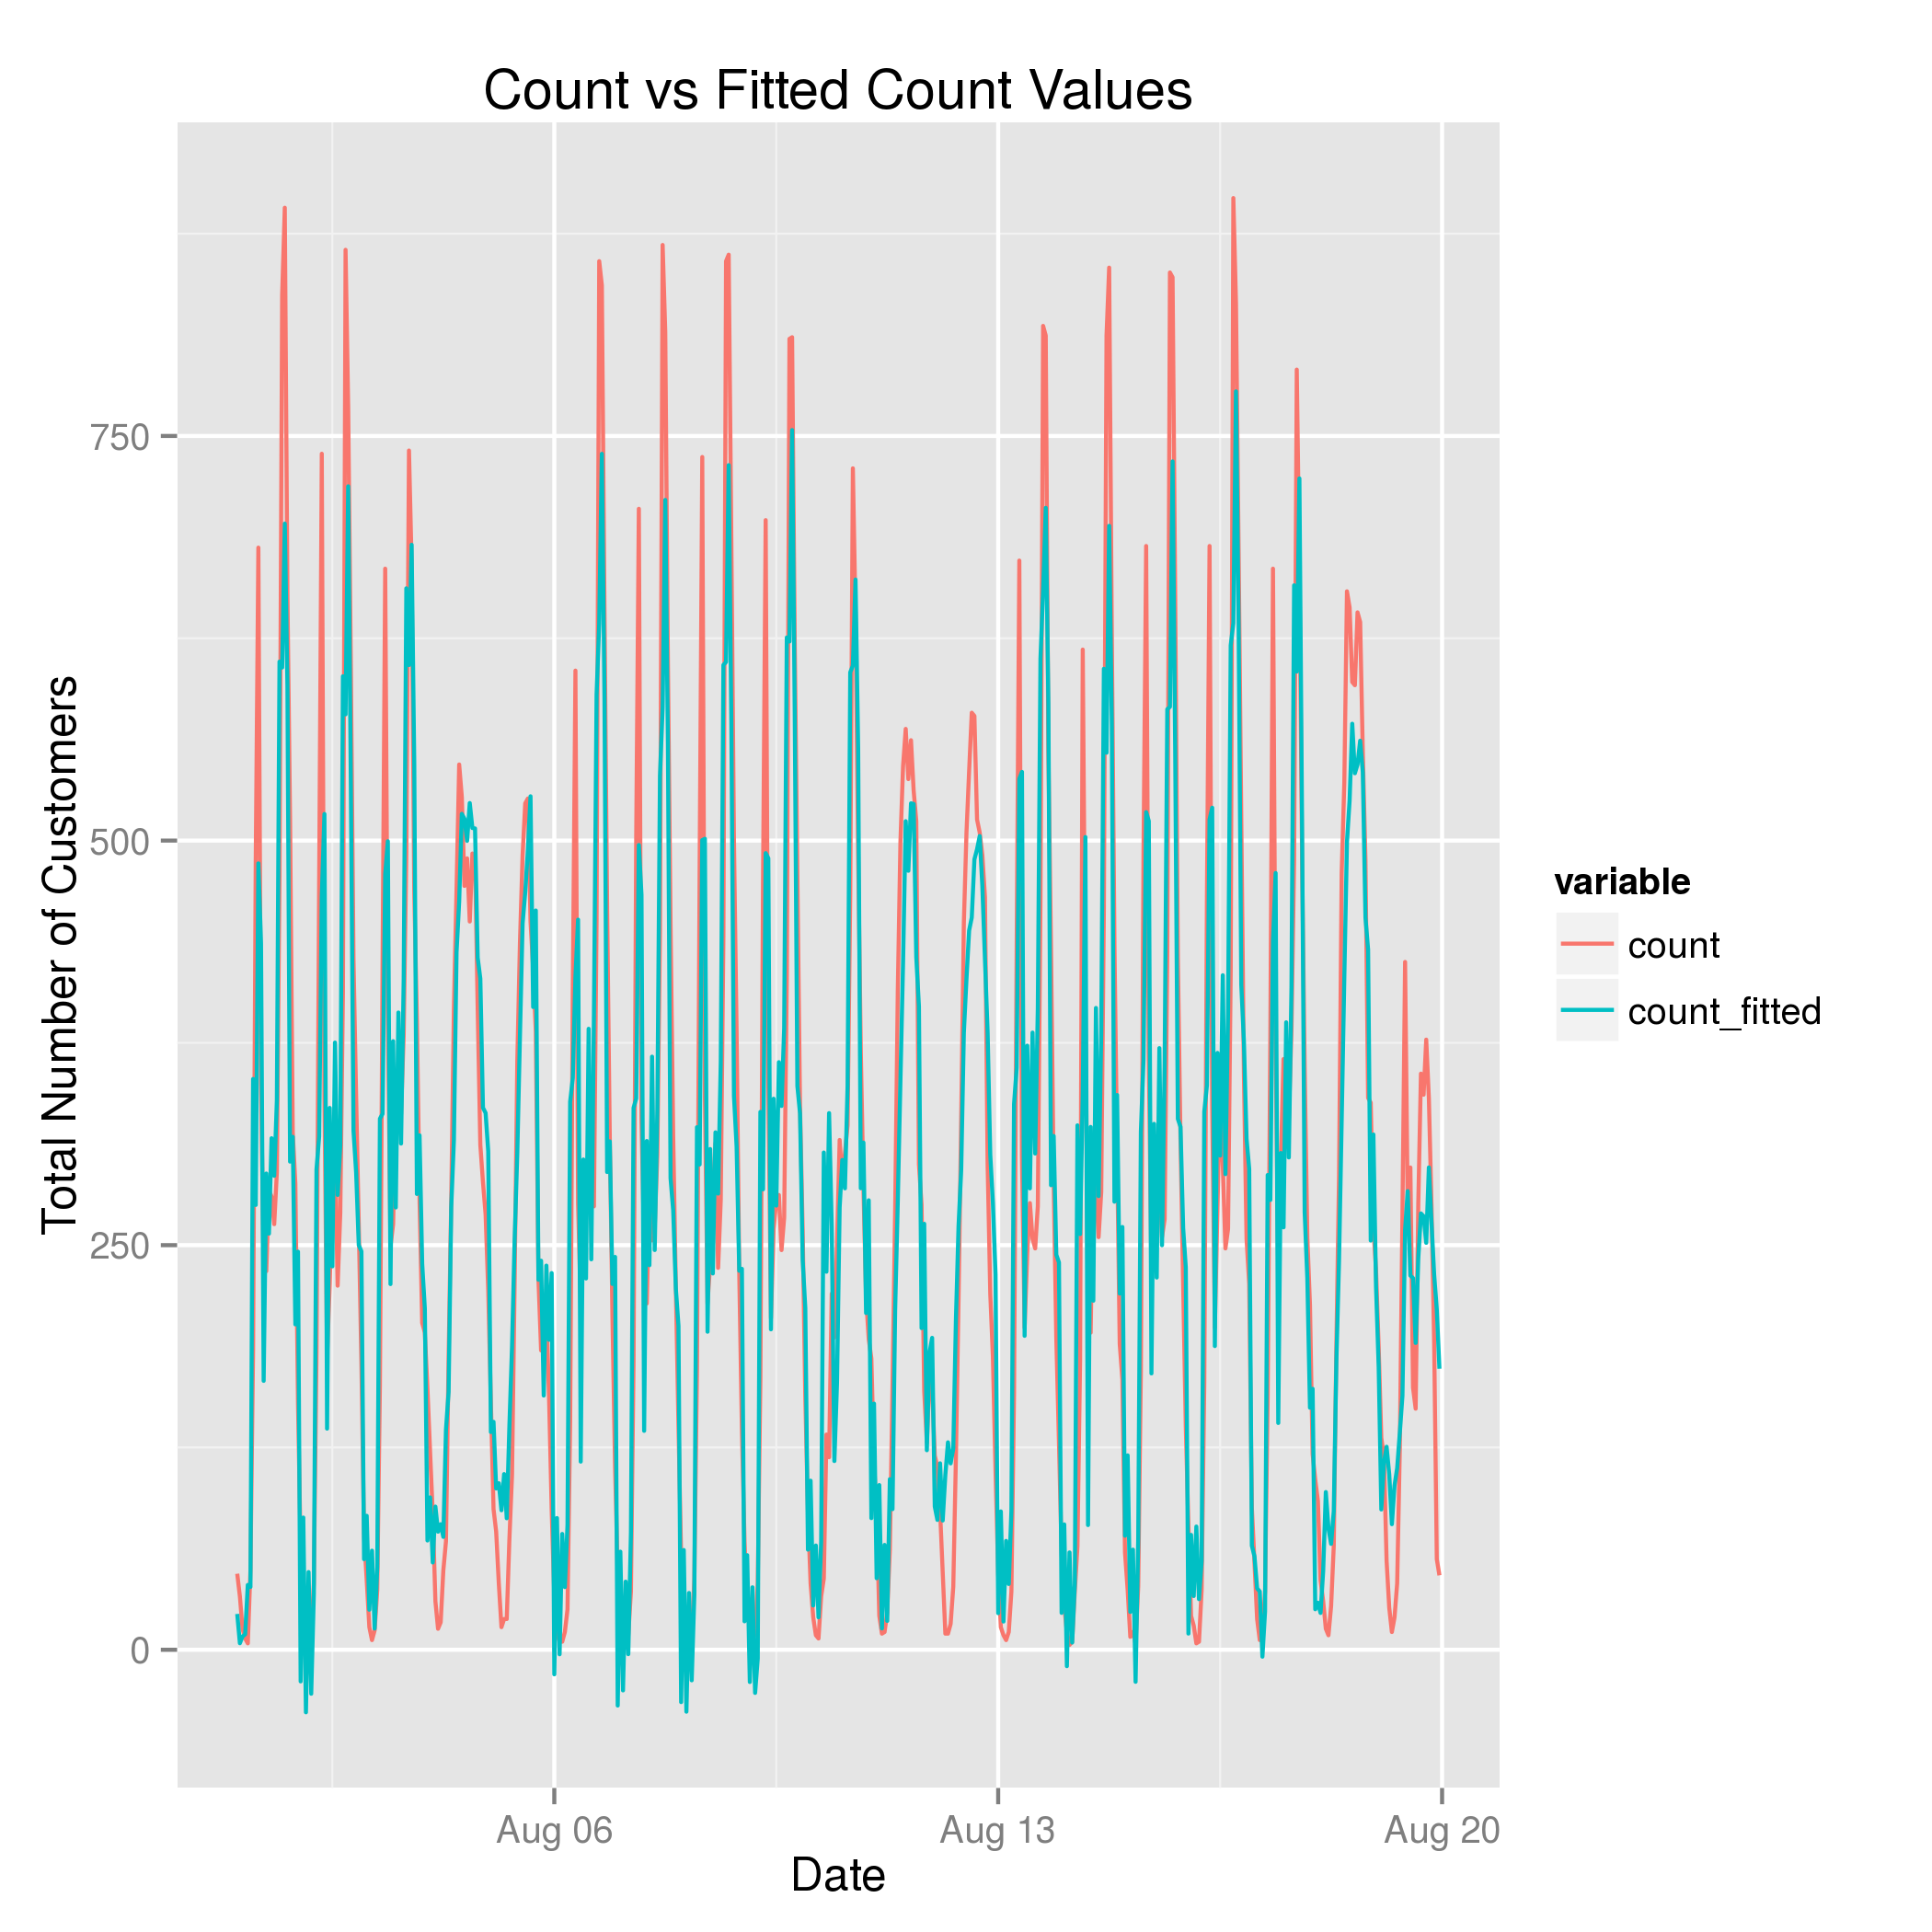 Count vs Fitted Count Values
Total Number of Customers
750
500
250
0
Aug 06
Aug 13
Aug 20
Date
variable
count
count_fitted